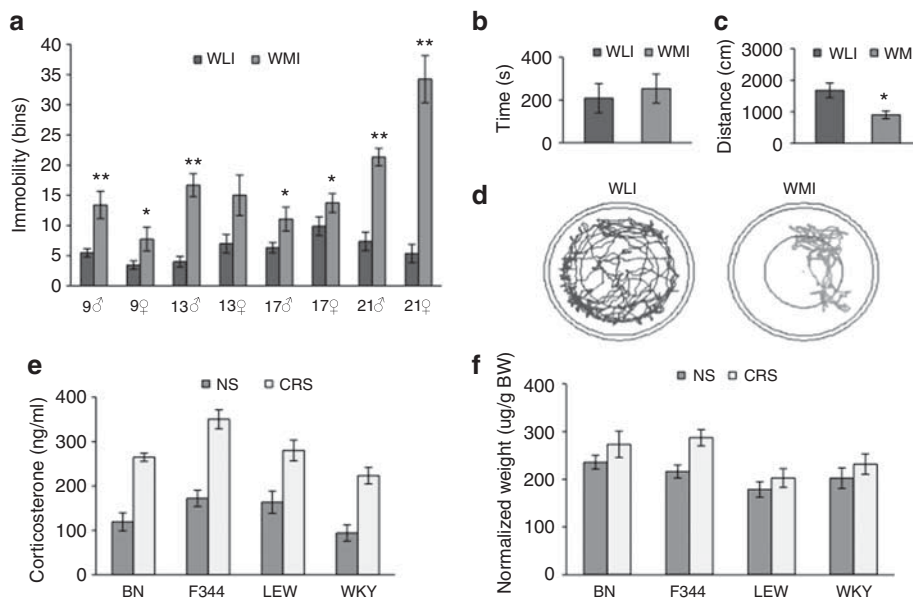 a
WLI WMI
Immobility (bins)
40
35
30
25
20
15
10
5
0
** * ** * * ** **
9♂ 9♀ 13♂ 13♀ 17♂ 17♀ 21♂ 21♀
b
WLI WMI
Time (s)
400
200
0
c
WLI WM
Distance (cm)
3000
2000
1000
0
*
d
WLI WMI
e
NS CRS
Corticosterone (ng/ml)
400
300
200
100
0
BN F344 LEW WKY
f
NS CRS
Normalized weight (ug/g BW)
400
300
200
100
0
BN F344 LEW WKY